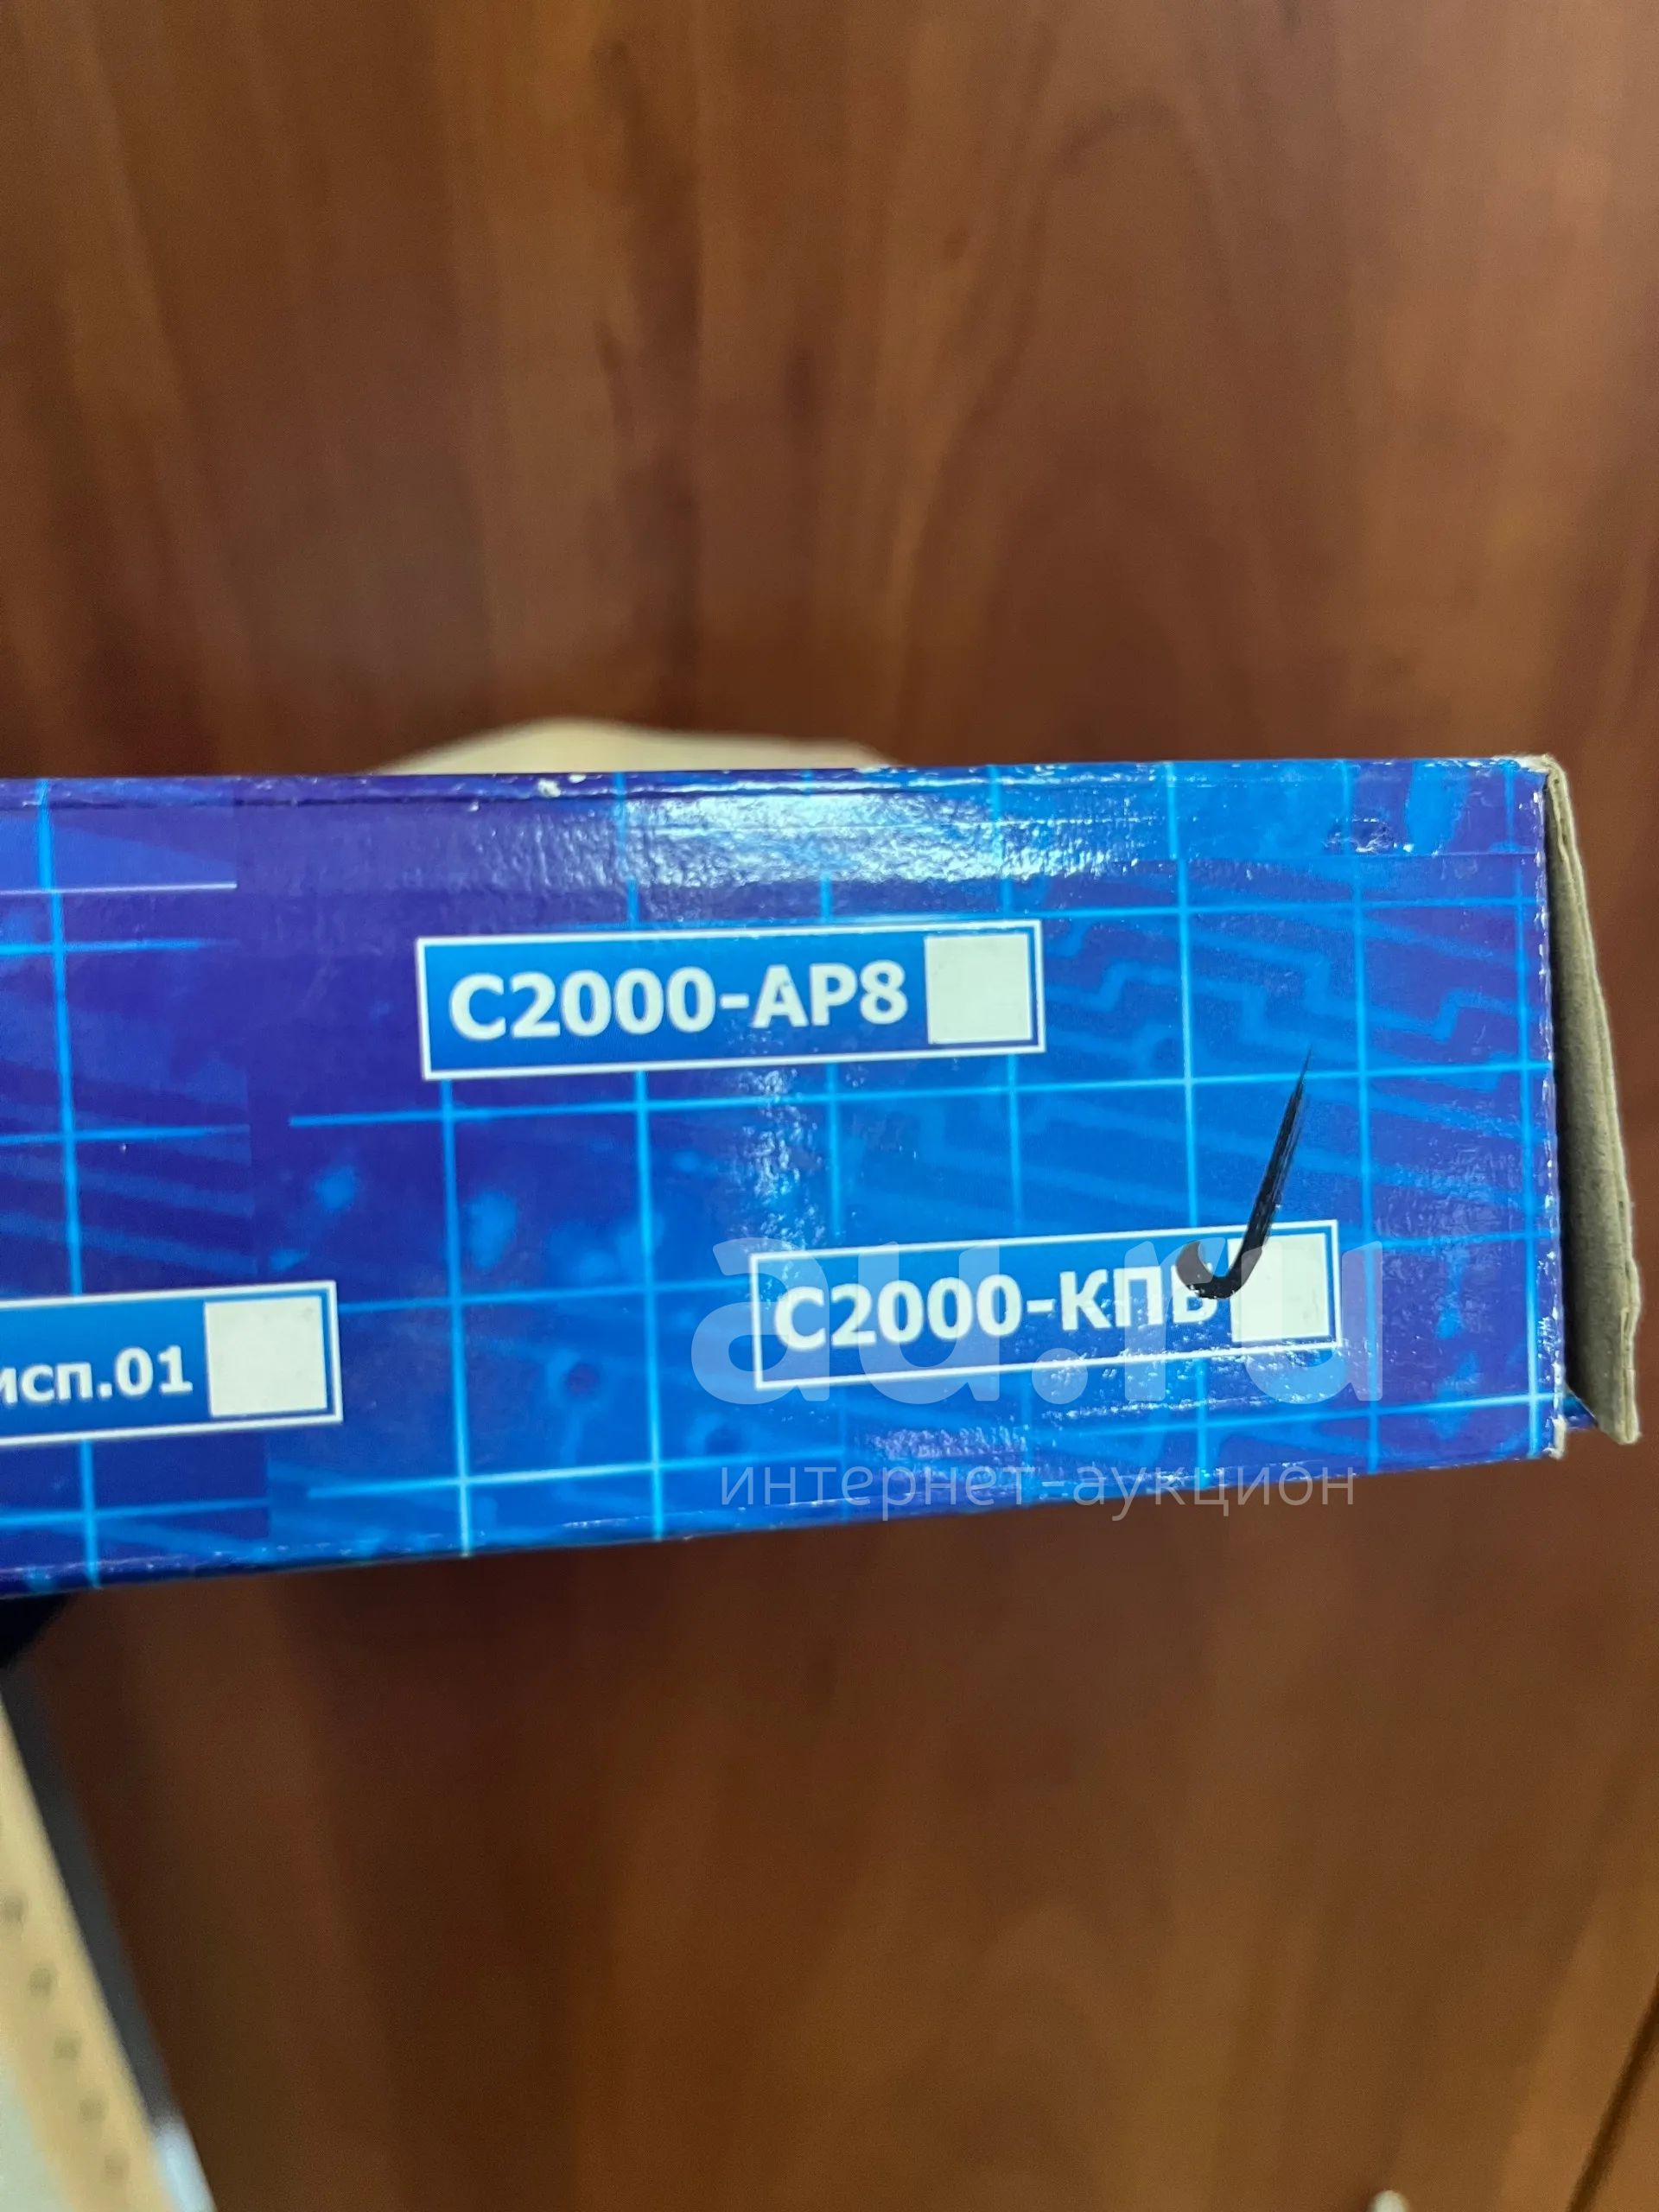 С2000-АР8
С2000-КПБ
исп.01
au.ru
интернет-аукцион